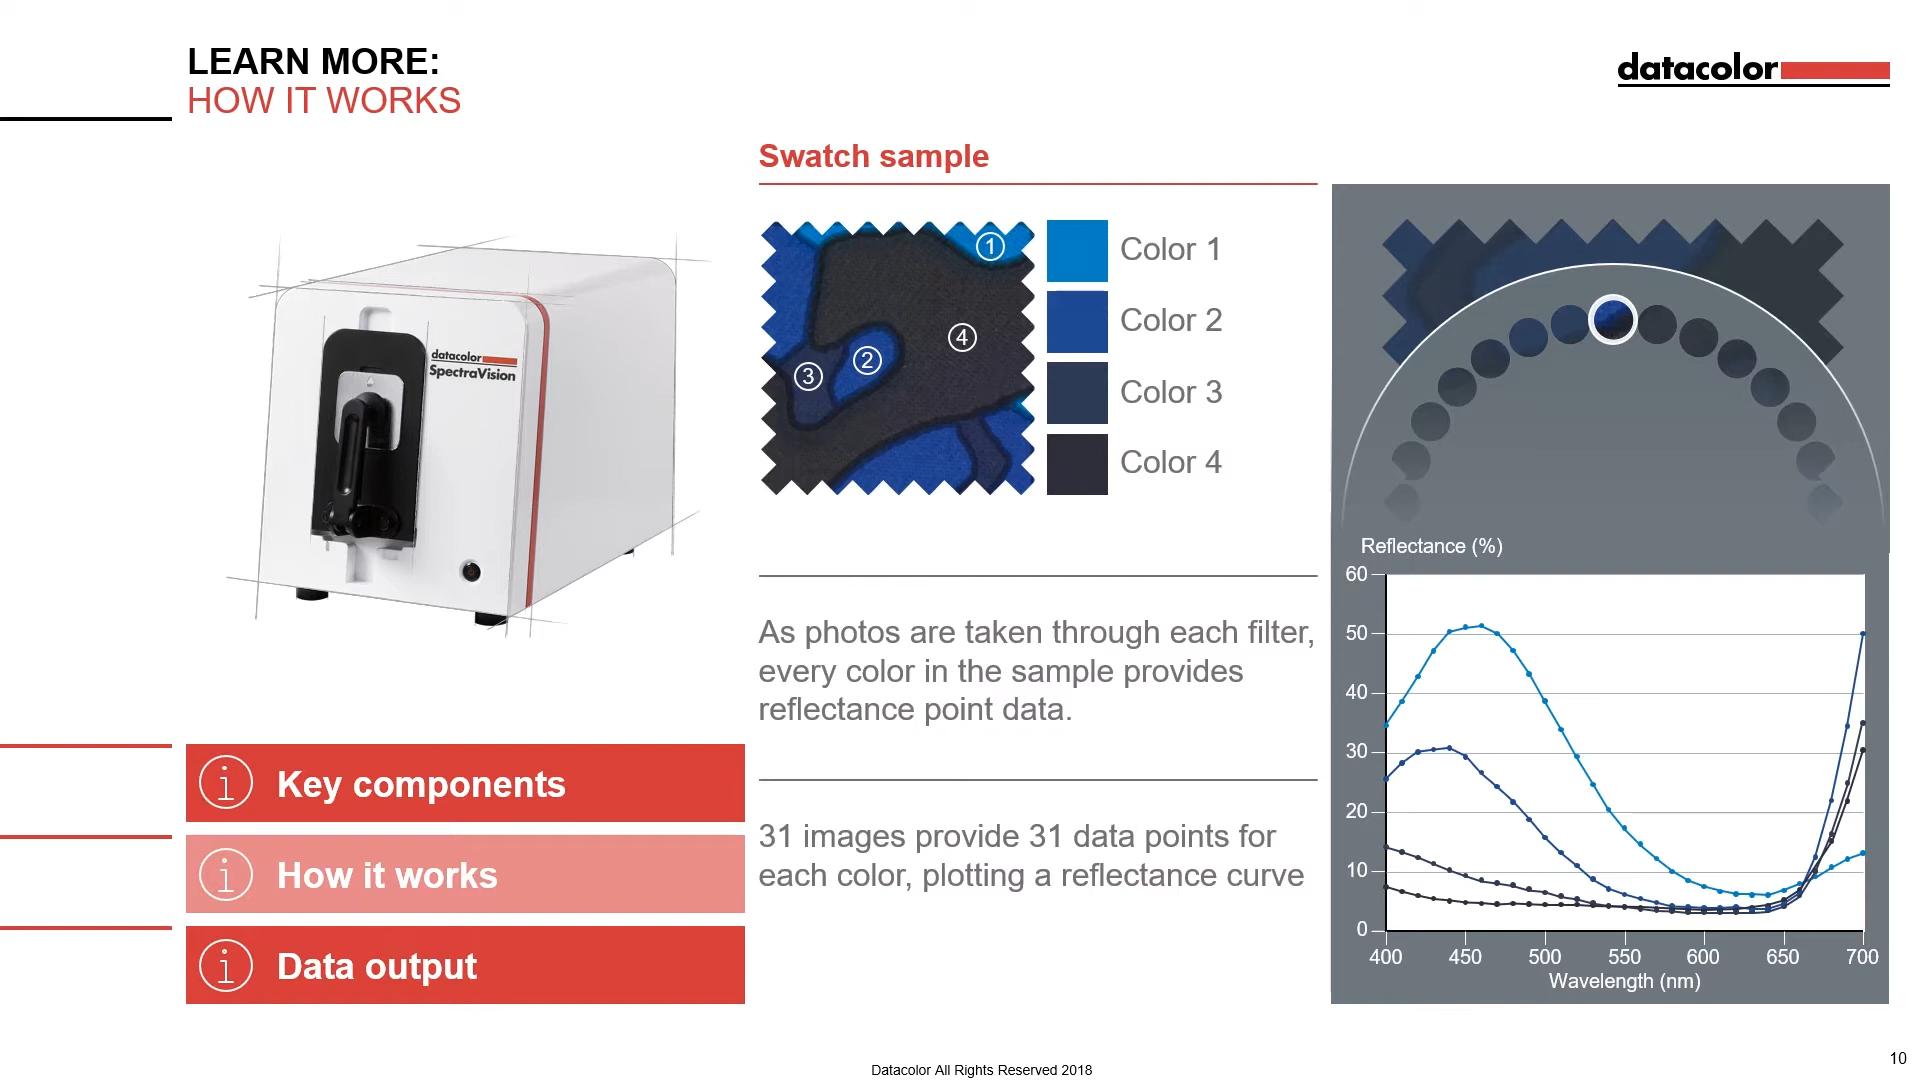 LEARN MORE:
HOW IT WORKS
datacolor
Swatch sample
1
2
3
4
Color 1
Color 2
Color 3
Color 4
datacolor
SpectraVision
As photos are taken through each filter,
every color in the sample provides
reflectance point data.
31 images provide 31 data points for
each color, plotting a reflectance curve
Key components
How it works
Data output
Reflectance (%)
60
50
40
30
20
10
0
400 450 500 550 600 650 700
Wavelength (nm)
Datacolor All Rights Reserved 2018
10